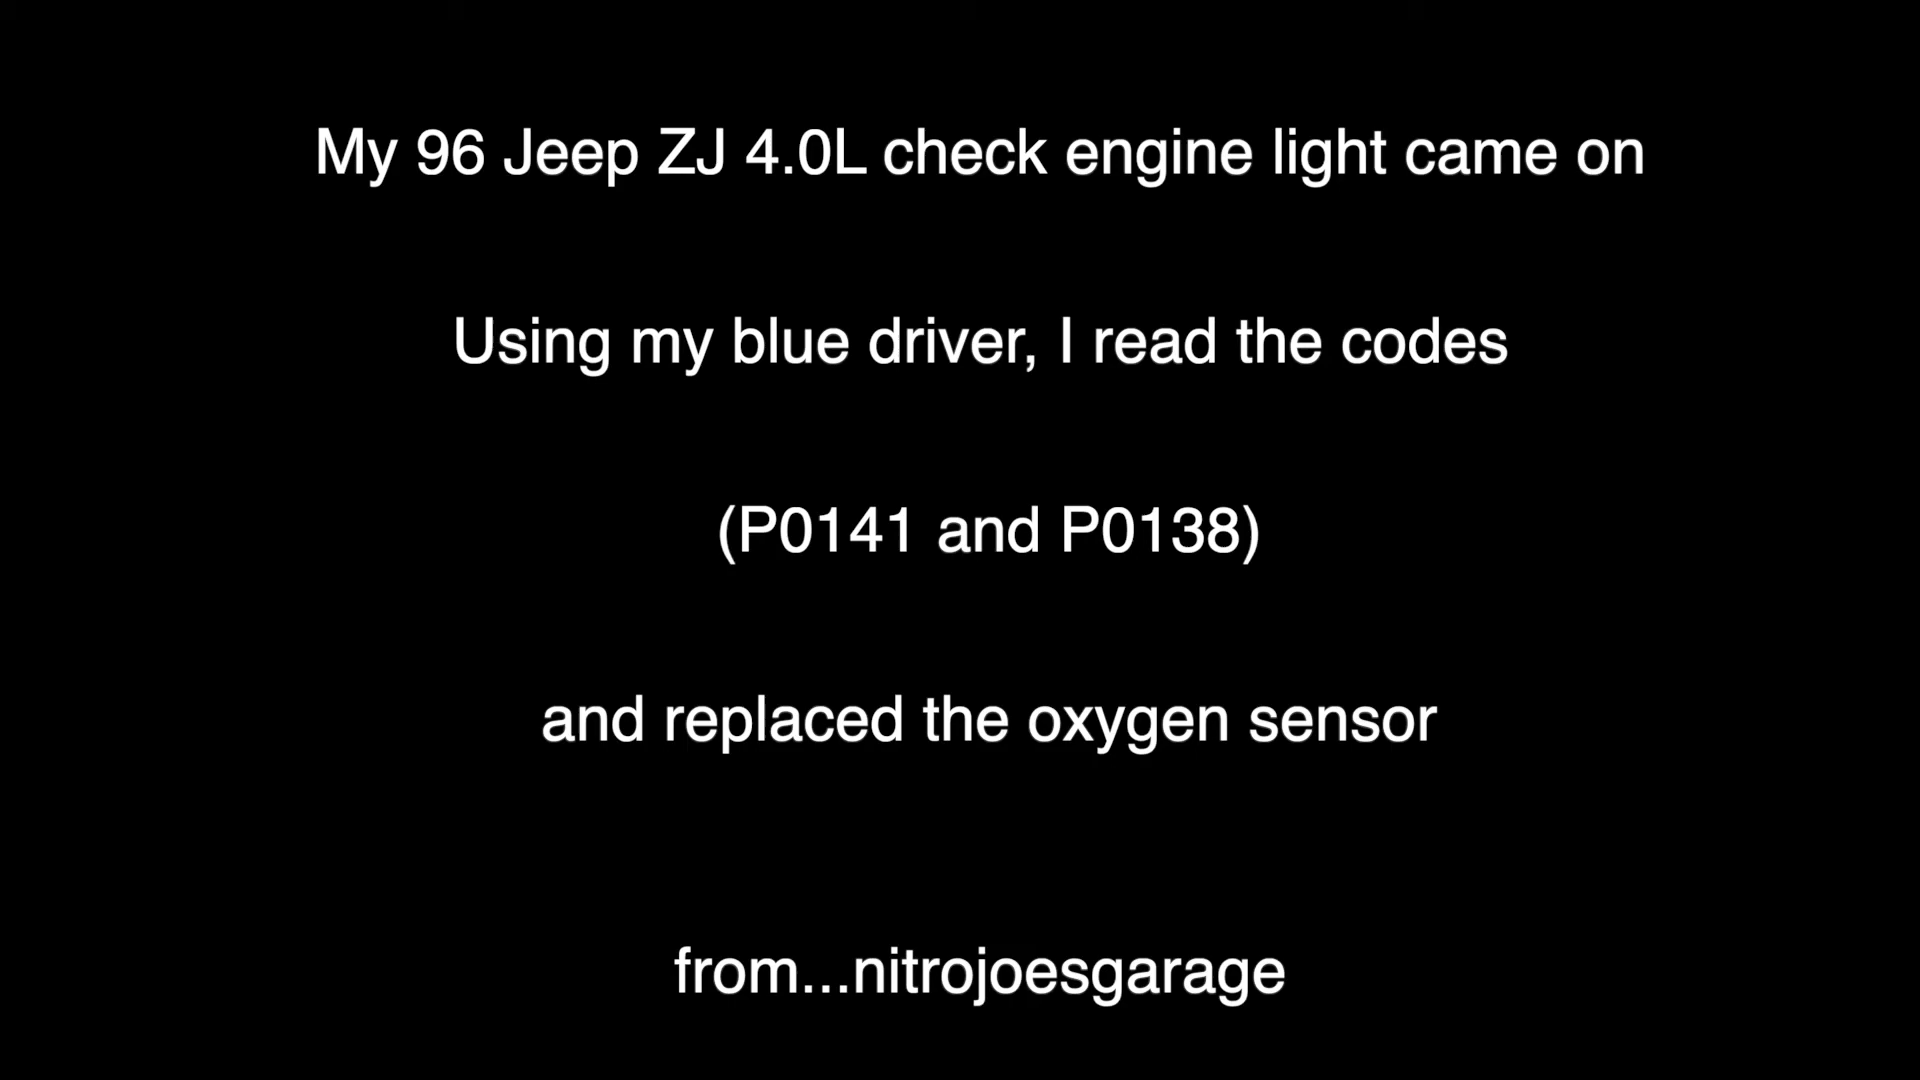 My 96 Jeep ZJ 4.0L check engine light came on
Using my blue driver, I read the codes
(P0141 and P0138)
and replaced the oxygen sensor
from...nitrojoesgarage